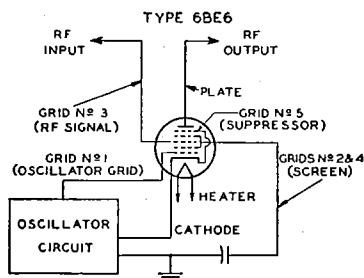 TYPE 6BE6
RF
INPUT
RF
OUTPUT
PLATE
GRID Nº 3
(RF SIGNAL)
GRID Nº 5
(SUPPRESSOR)
GRID Nº 1
(OSCILLATOR GRID)
GRIDS Nº 2&4
(SCREEN)
HEATER
CATHODE
OSCILLATOR
CIRCUIT